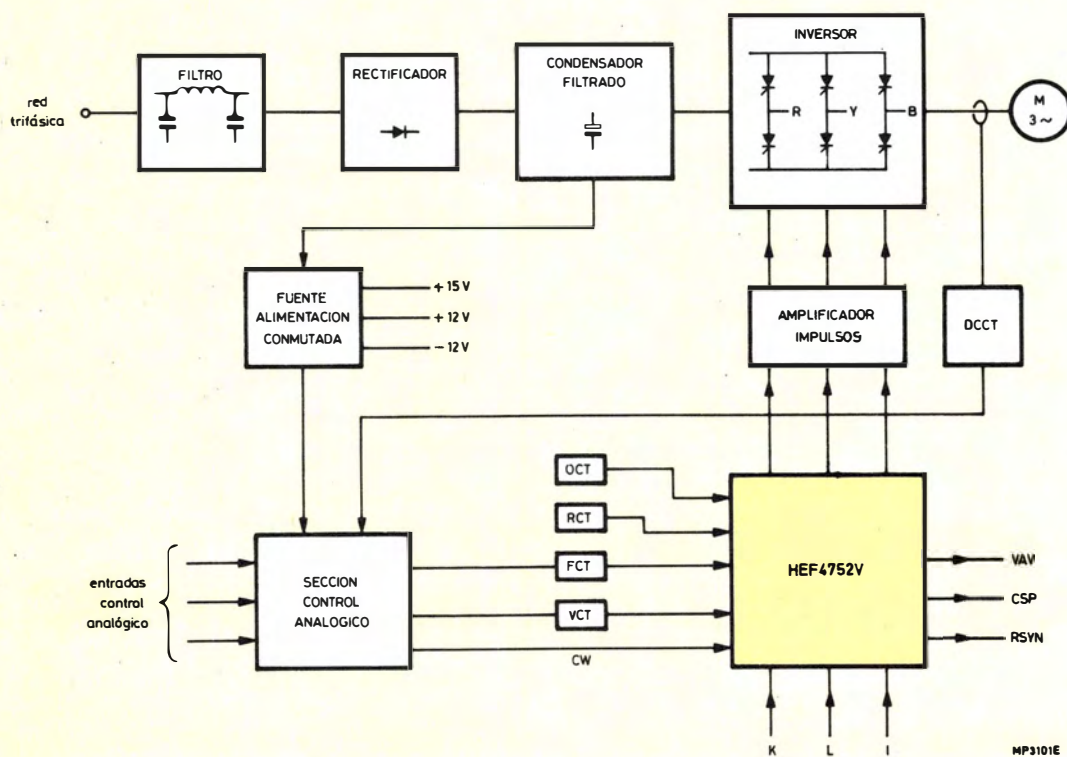 FILTRO
red
trifásica
RECTIFICADOR
CONDENSADOR
FILTRADO
INVERSOR
R
Y
B
M
3~
FUENTE
ALIMENTACION
CONMUTADA
+ 15 V
+ 12 V
- 12 V
AMPLIFICADOR
IMPULSOS
DCCT
OCT
RCT
FCT
VCT
CW
entradas
control
analógico
SECCION
CONTROL
ANALOGICO
HEF4752V
VAV
CSP
RSYN
K
L
I
MP3101E